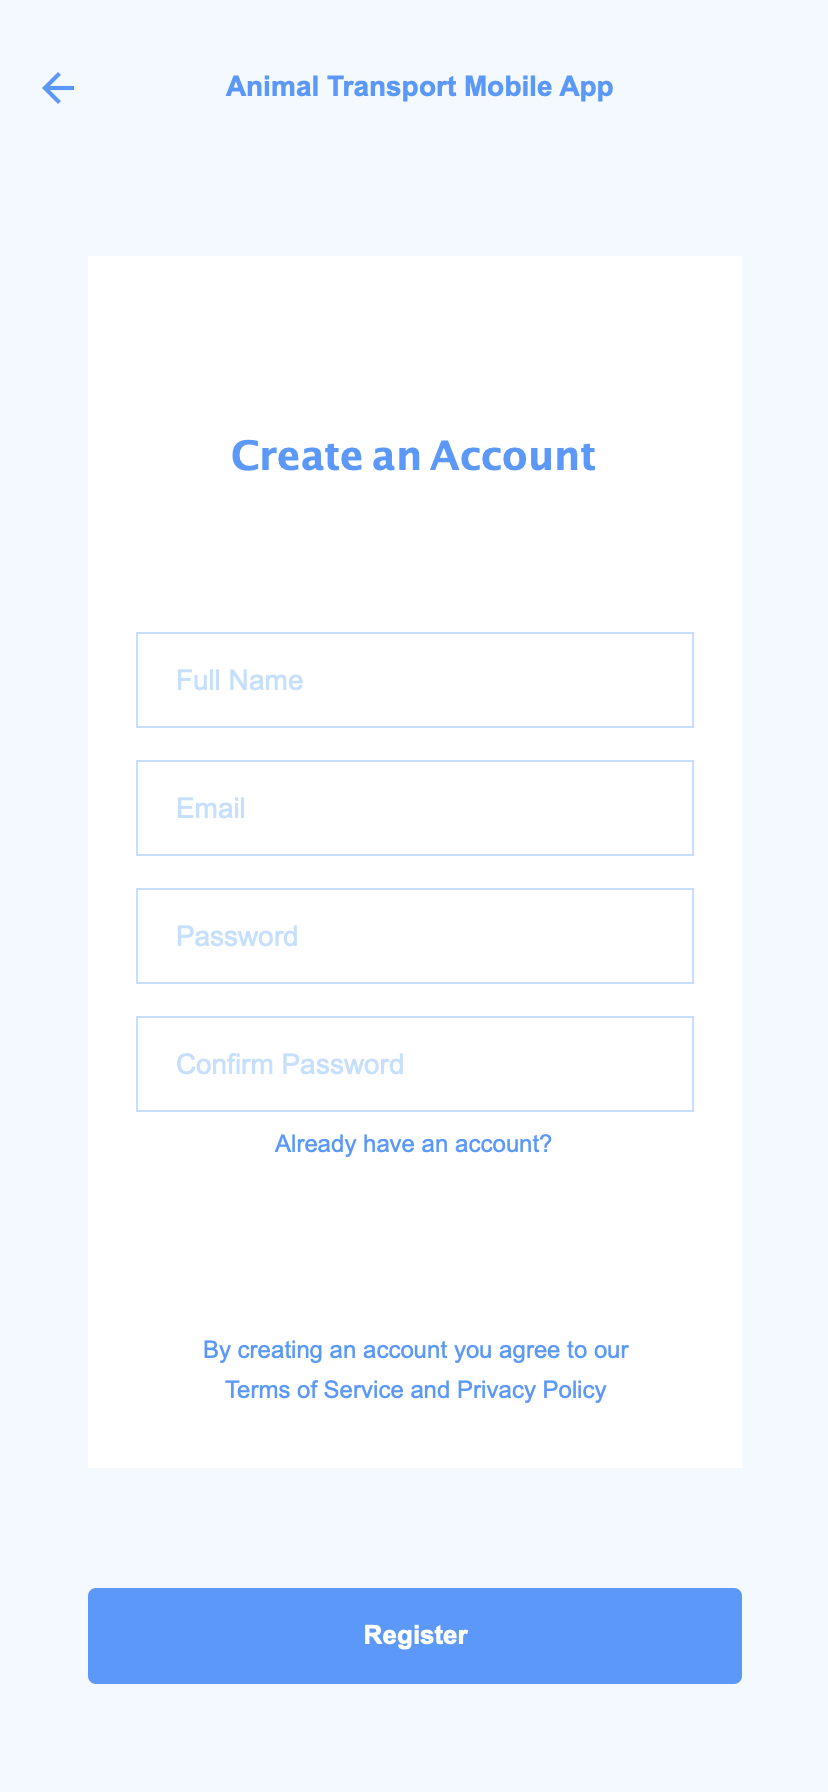 Animal Transport Mobile App
Create an Account
Full Name
Email
Password
Confirm Password
Already have an account?
By creating an account you agree to our
Terms of Service and Privacy Policy
Register